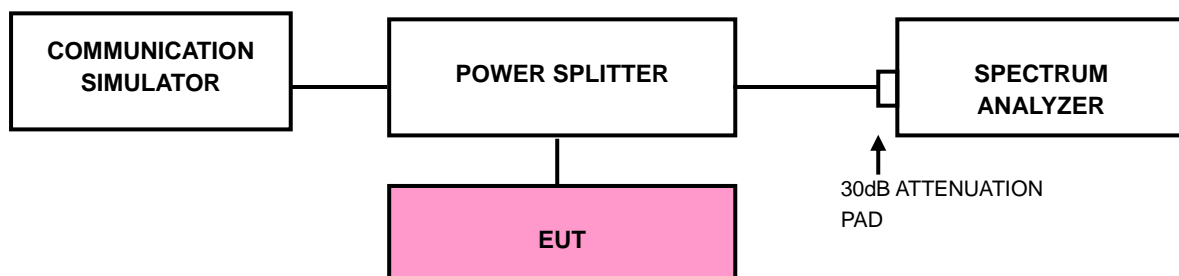 COMMUNICATION
SIMULATOR
POWER SPLITTER
SPECTRUM
ANALYZER
30dB ATTENUATION
PAD
EUT